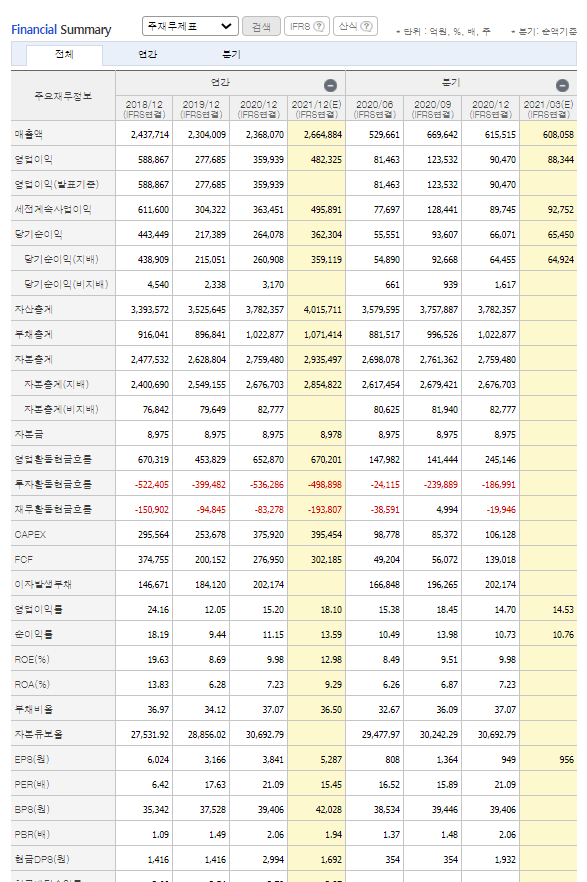 Financial Summary 주재무제표 검색 IFRS ? 산식 ? * 단위 : 억원, %, 배, 주 * 분기: 순액기준
전체 연간 분기
주요재무정보 연간 분기
2018/12 (IFRS연결) 2019/12 (IFRS연결) 2020/12 (IFRS연결) 2021/12(E) (IFRS연결) 2020/06 (IFRS연결) 2020/09 (IFRS연결) 2020/12 (IFRS연결) 2021/03(E) (IFRS연결)
매출액 2,437,714 2,304,009 2,368,070 2,664,884 529,661 669,642 615,515 608,058
영업이익 588,867 277,685 359,939 482,325 81,463 123,532 90,470 88,344
영업이익(발표기준) 588,867 277,685 359,939 81,463 123,532 90,470
세전계속사업이익 611,600 304,322 363,451 495,891 77,697 128,441 89,745 92,752
당기순이익 443,449 217,389 264,078 362,304 55,551 93,607 66,071 65,450
당기순이익(지배) 438,909 215,051 260,908 359,119 54,890 92,668 64,455 64,924
당기순이익(비지배) 4,540 2,338 3,170 661 939 1,617
자산총계 3,393,572 3,525,645 3,782,357 4,015,711 3,579,595 3,757,887 3,782,357
부채총계 916,041 896,841 1,022,877 1,071,414 881,517 996,526 1,022,877
자본총계 2,477,532 2,628,804 2,759,480 2,935,497 2,698,078 2,761,362 2,759,480
자본총계(지배) 2,400,690 2,549,155 2,676,703 2,854,822 2,617,454 2,679,421 2,676,703
자본총계(비지배) 76,842 79,649 82,777 80,625 81,940 82,777
자본금 8,975 8,975 8,975 8,978 8,975 8,975 8,975
영업활동현금흐름 670,319 453,829 652,870 670,201 147,982 141,444 245,146
투자활동현금흐름 -522,405 -399,482 -536,286 -498,898 -24,115 -239,889 -186,991
재무활동현금흐름 -150,902 -94,845 -83,278 -193,807 -38,591 4,994 -19,946
CAPEX 295,564 253,678 375,920 395,454 98,778 85,372 106,128
FCF 374,755 200,152 276,950 302,185 49,204 56,072 139,018
이자발생부채 146,671 184,120 202,174 166,848 196,265 202,174
영업이익률 24.16 12.05 15.20 18.10 15.38 18.45 14.70 14.53
순이익률 18.19 9.44 11.15 13.59 10.49 13.98 10.73 10.76
ROE(%) 19.63 8.69 9.98 12.98 8.49 9.51 9.98
ROA(%) 13.83 6.28 7.23 9.29 6.26 6.87 7.23
부채비율 36.97 34.12 37.07 36.50 32.67 36.09 37.07
자본유보율 27,531.92 28,856.02 30,692.79 29,477.97 30,242.29 30,692.79
EPS(원) 6,024 3,166 3,841 5,287 808 1,364 949 956
PER(배) 6.42 17.63 21.09 15.45 16.52 15.89 21.09
BPS(원) 35,342 37,528 39,406 42,028 38,534 39,446 39,406
PBR(배) 1.09 1.49 2.06 1.94 1.37 1.48 2.06
현금DPS(원) 1,416 1,416 2,994 1,692 354 354 1,932